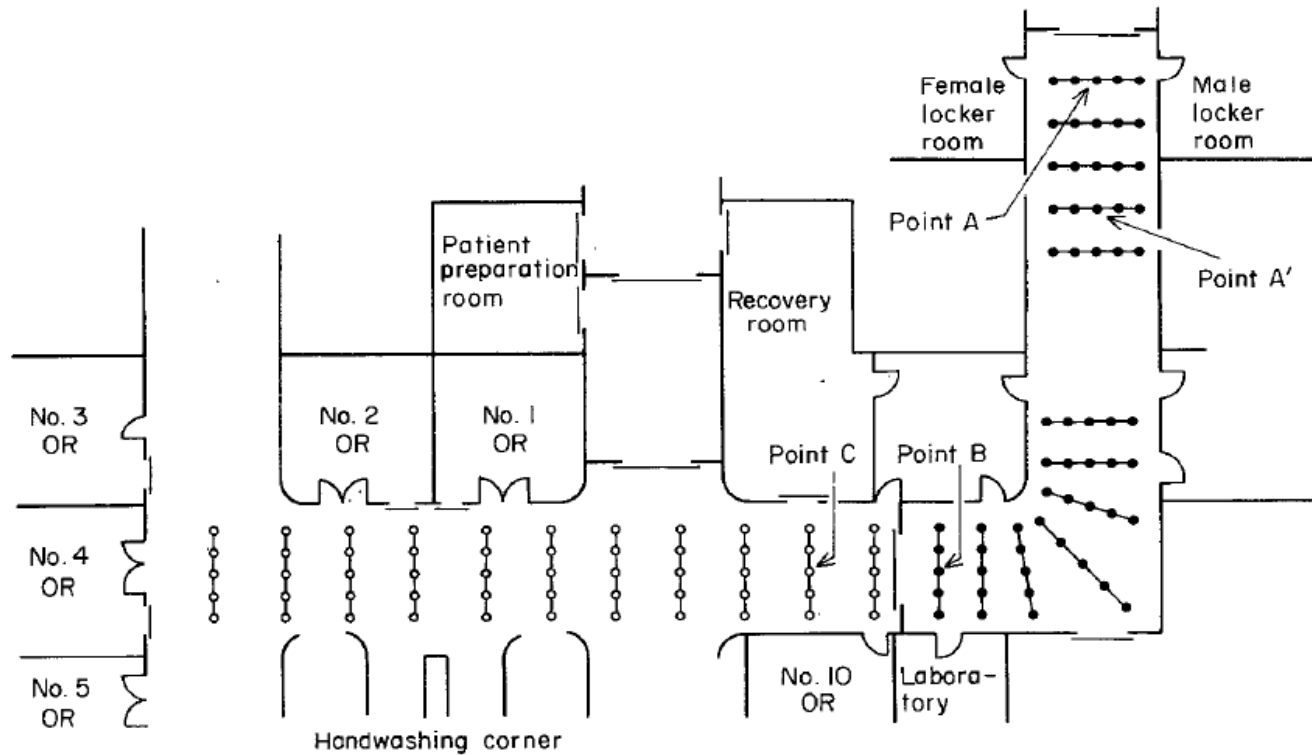 Female
locker
room
Male
locker
room
Point A
Point A′
Patient
preparation
room
Recovery
room
No. 3
OR
No. 2
OR
No. 1
OR
Point C
Point B
No. 4
OR
No. 5
OR
No. 10
OR
Labora-
tory
Handwashing corner